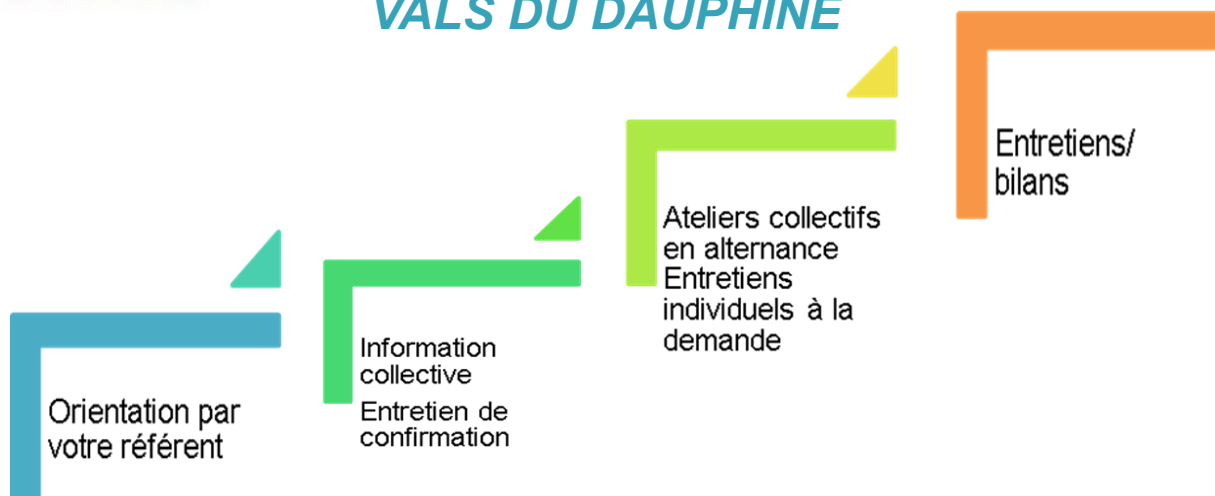 VALS DU DAUPHINÉ
Orientation par
votre référent
Information
collective
Entretien de
confirmation
Ateliers collectifs
en alternance
Entretiens
individuels à la
demande
Entretiens/
bilans